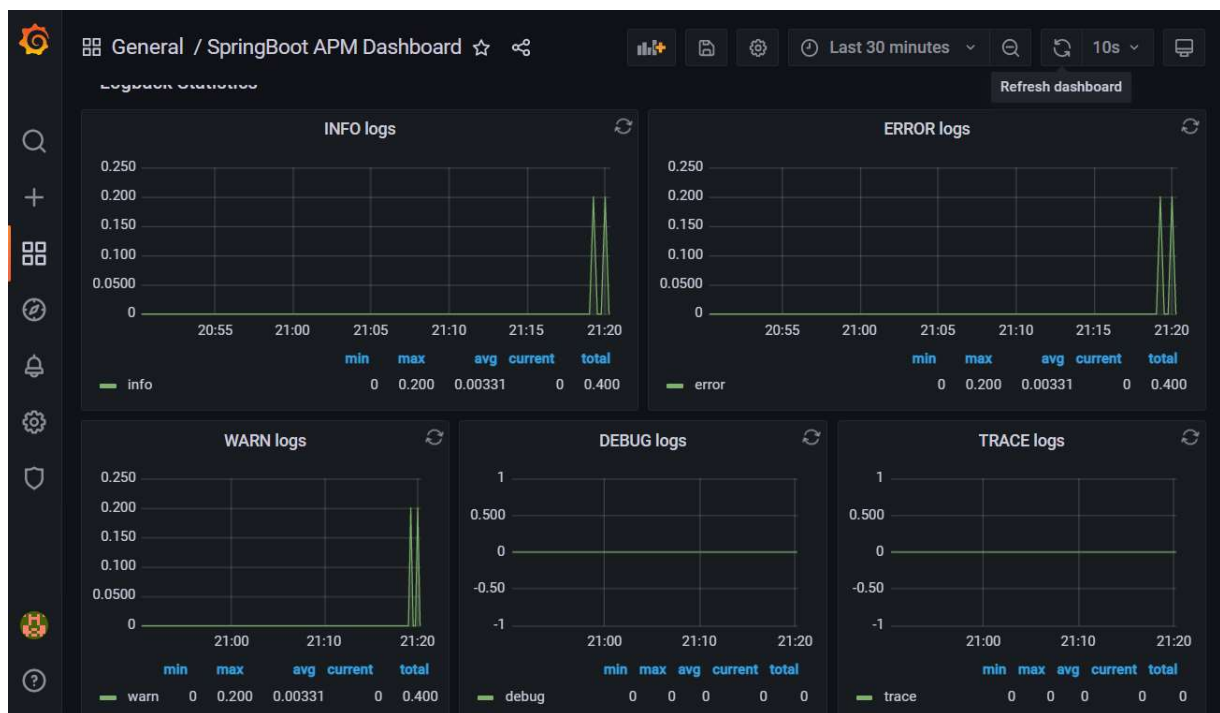 General / SpringBoot APM Dashboard
Last 30 minutes
10s
Refresh dashboard
Logback Statistics
INFO logs
0.250
0.200
0.150
0.100
0.0500
0
20:55 21:00 21:05 21:10 21:15 21:20
min max avg current total
info 0 0.200 0.00331 0 0.400
ERROR logs
0.250
0.200
0.150
0.100
0.0500
0
20:55 21:00 21:05 21:10 21:15 21:20
min max avg current total
error 0 0.200 0.00331 0 0.400
WARN logs
0.250
0.200
0.150
0.100
0.0500
0
21:00 21:10 21:20
min max avg current total
warn 0 0.200 0.00331 0 0.400
DEBUG logs
1
0.500
0
-0.50
-1
21:00 21:10 21:20
min max avg current total
debug 0 0 0 0 0
TRACE logs
1
0.500
0
-0.50
-1
21:00 21:10 21:20
min max avg current total
trace 0 0 0 0 0